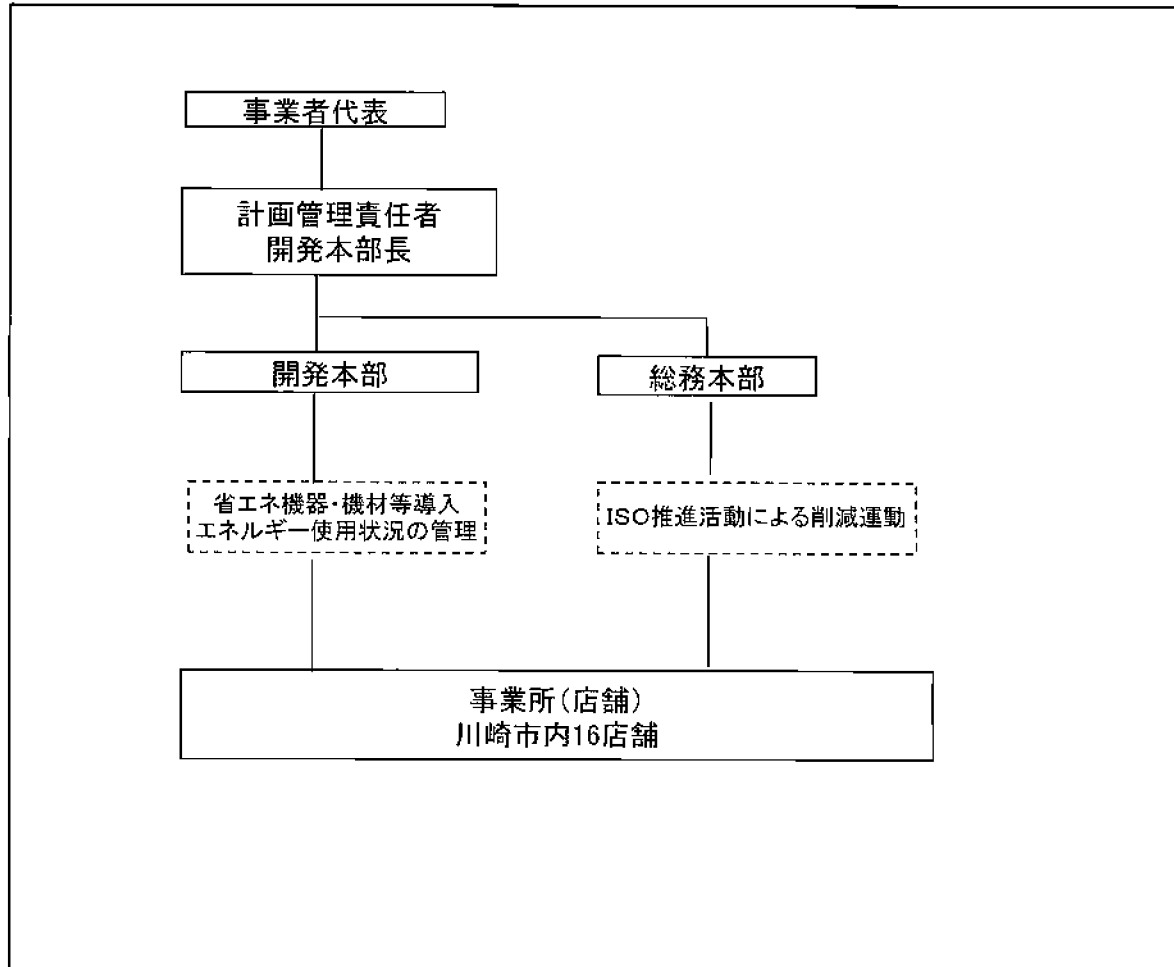 事業者代表
計画管理責任者
開発本部長
開発本部
総務本部
省エネ機器・機材等導入
エネルギー使用状況の管理
ISO推進活動による削減運動
事業所(店舗)
川崎市内16店舗